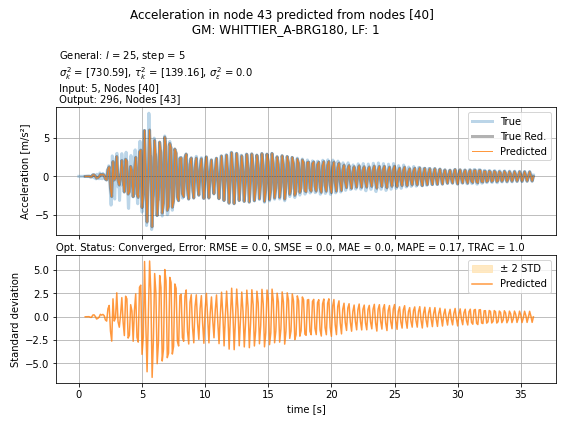 Acceleration in node 43 predicted from nodes [40]
GM: WHITTIER_A-BRG180, LF: 1
General: l = 25, step = 5
σ²ₖ = [730.59], τ²ₖ = [139.16], σ²ε = 0.0
Input: 5, Nodes [40]
Output: 296, Nodes [43]
Acceleration [m/s²]
5
0
−5
True
True Red.
Predicted
Opt. Status: Converged, Error: RMSE = 0.0, SMSE = 0.0, MAE = 0.0, MAPE = 0.17, TRAC = 1.0
Standard deviation
5.0
2.5
0.0
−2.5
−5.0
± 2 STD
Predicted
0 5 10 15 20 25 30 35
time [s]